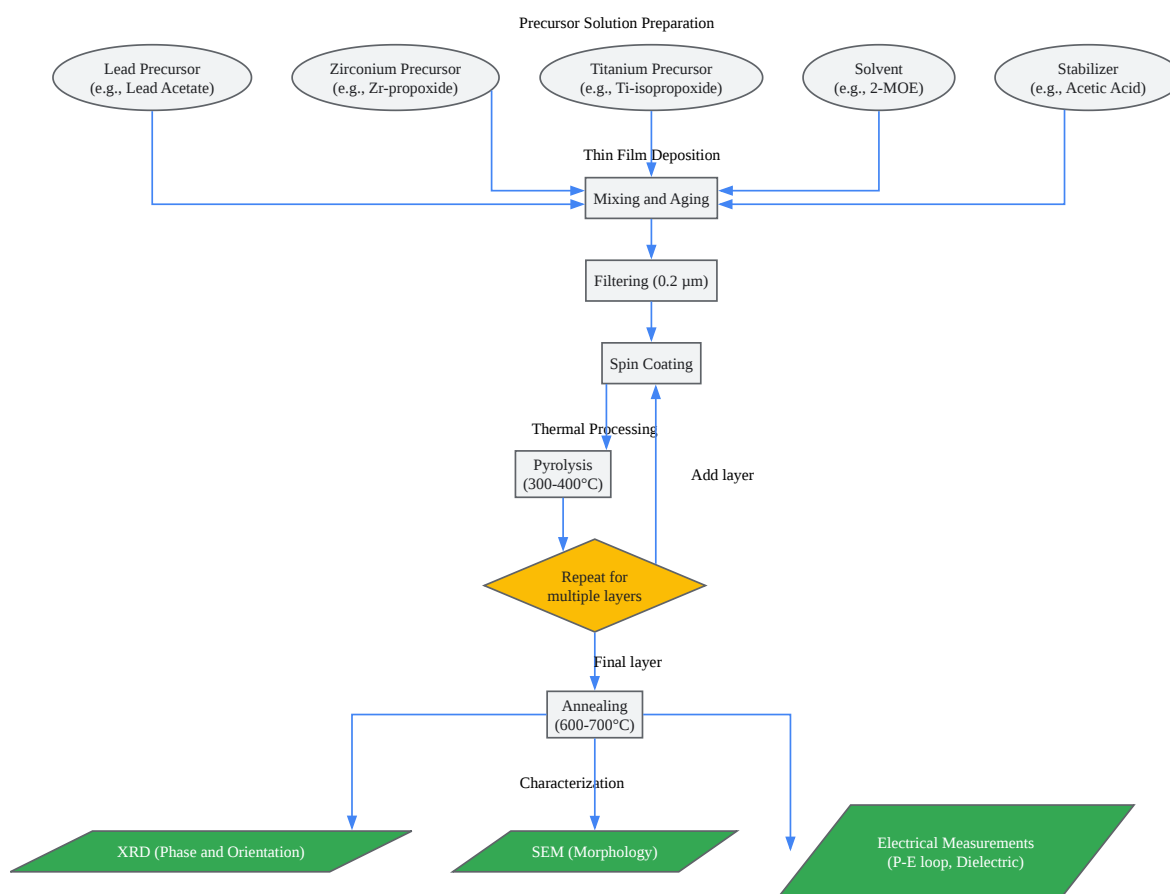 Precursor Solution Preparation
Lead Precursor
(e.g., Lead Acetate)
Zirconium Precursor
(e.g., Zr-propoxide)
Titanium Precursor
(e.g., Ti-isopropoxide)
Solvent
(e.g., 2-MOE)
Stabilizer
(e.g., Acetic Acid)
Thin Film Deposition
Mixing and Aging
Filtering (0.2 µm)
Spin Coating
Thermal Processing
Pyrolysis
(300-400°C)
Add layer
Repeat for
multiple layers
Final layer
Annealing
(600-700°C)
Characterization
XRD (Phase and Orientation)
SEM (Morphology)
Electrical Measurements
(P-E loop, Dielectric)